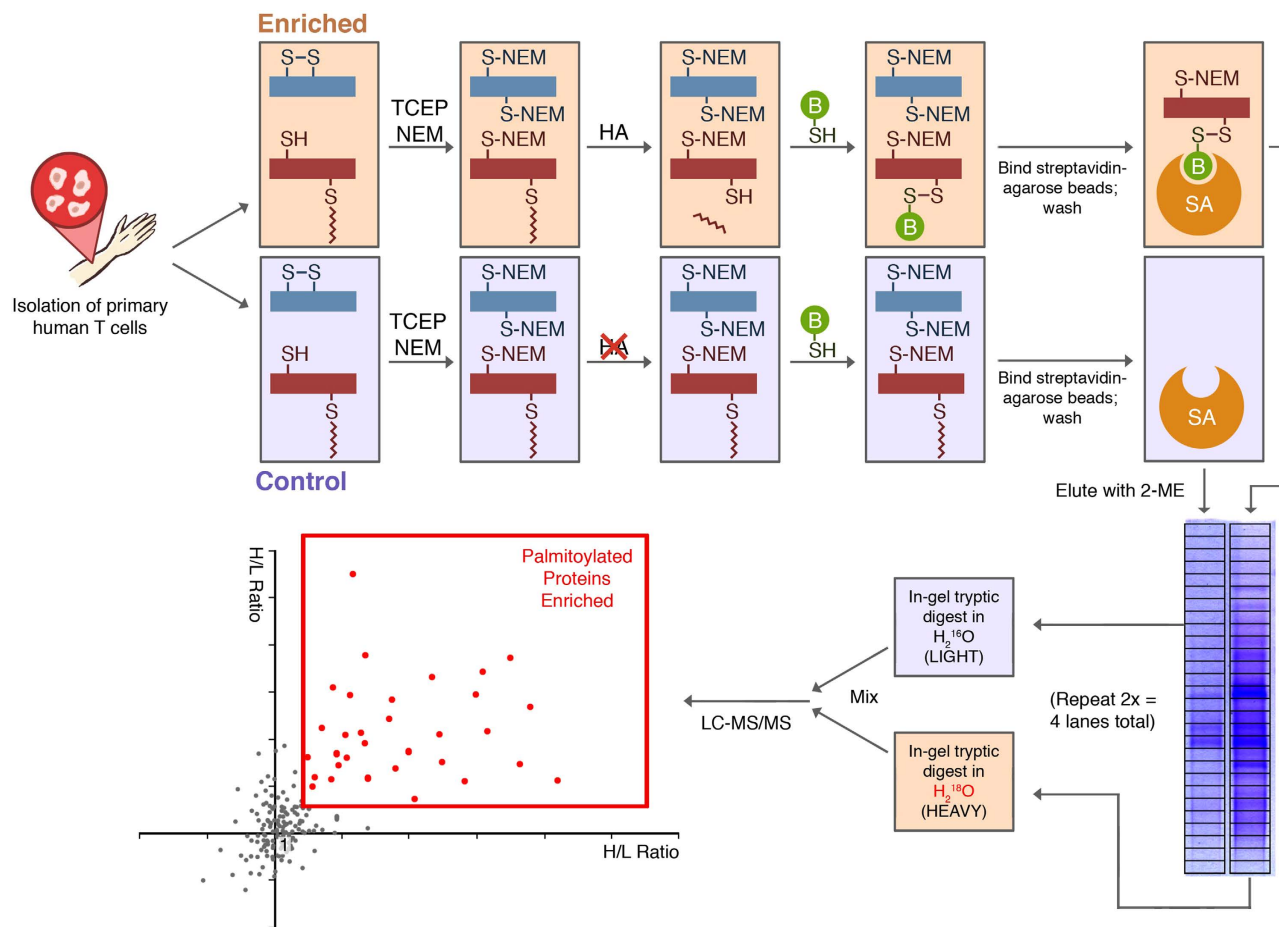 Enriched
S–S
SH
S
TCEP
NEM
S-NEM
S-NEM
S-NEM
S
HA
S-NEM
S-NEM
S-NEM
SH
B
SH
S-NEM
S-NEM
S-NEM
S–S
B
Bind streptavidin-
agarose beads;
wash
S-NEM
S–S
B
SA
Isolation of primary
human T cells
S–S
SH
S
TCEP
NEM
S-NEM
S-NEM
S-NEM
S
HA
S-NEM
S-NEM
S-NEM
S
B
SH
S-NEM
S-NEM
S-NEM
S
Bind streptavidin-
agarose beads;
wash
SA
Control
Elute with 2-ME
H/L Ratio
Palmitoylated
Proteins
Enriched
1
H/L Ratio
LC-MS/MS
Mix
In-gel tryptic
digest in
H₂¹⁶O
(LIGHT)
(Repeat 2x =
4 lanes total)
In-gel tryptic
digest in
H₂¹⁸O
(HEAVY)